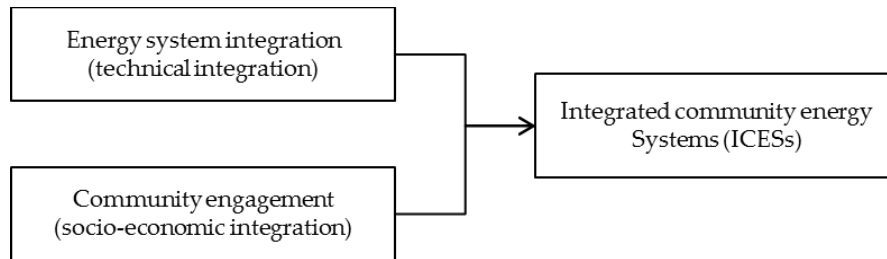 Energy system integration
(technical integration)
Integrated community energy
Systems (ICESs)
Community engagement
(socio-economic integration)